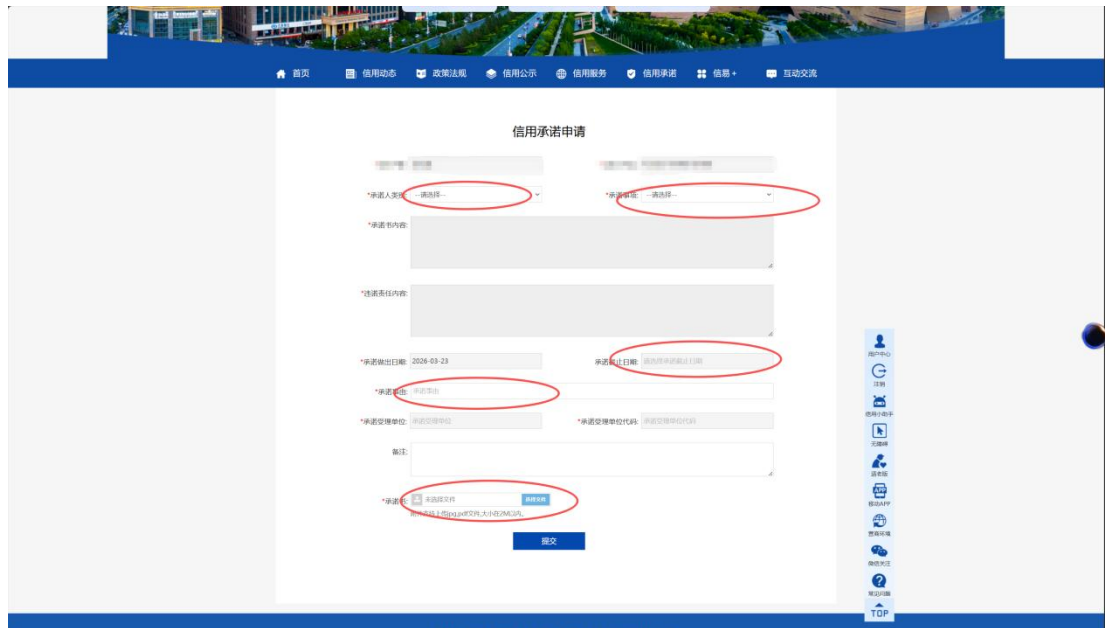 首页 信用动态 政策法规 信用公示 信用服务 信用承诺 信易+ 互动交流
信用承诺申请
*承诺人类别: --请选择-- *承诺事项: --请选择--
*承诺书内容:
*违诺责任内容:
*承诺做出日期: 2026-03-23 承诺截止日期: 请选择承诺截止日期
*承诺事由: 承诺事由
*承诺受理单位: 承诺受理单位 *承诺受理单位代码: 承诺受理单位代码
备注:
*承诺书: 未选择文件 选择文件
上传jpg,pdf文件,大小在2M以内。
提交
用户中心
注销
信用小助手
无障碍
适老版
APP
移动APP
营商环境
微信关注
常见问题
TOP